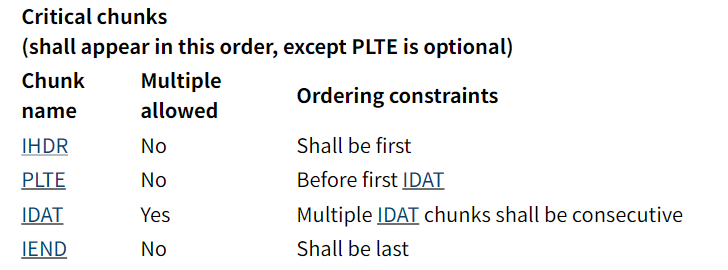 Critical chunks
(shall appear in this order, except PLTE is optional)
Chunk name Multiple allowed Ordering constraints
IHDR No Shall be first
PLTE No Before first IDAT
IDAT Yes Multiple IDAT chunks shall be consecutive
IEND No Shall be last